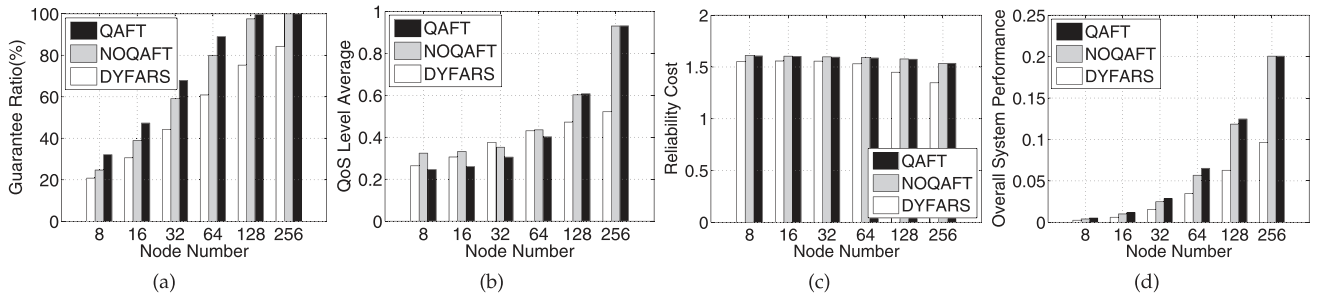 100
80
60
40
20
0
Guarantee Ratio(%)
QAFT
NOQAFT
DYFARS
8 16 32 64 128 256
Node Number
(a)
1
0.8
0.6
0.4
0.2
0
QoS Level Average
QAFT
NOQAFT
DYFARS
8 16 32 64 128 256
Node Number
(b)
2
1.5
1
0.5
0
Reliability Cost
QAFT
NOQAFT
DYFARS
8 16 32 64 128 256
Node Number
(c)
0.25
0.2
0.15
0.1
0.05
0
Overall System Performance
QAFT
NOQAFT
DYFARS
8 16 32 64 128 256
Node Number
(d)